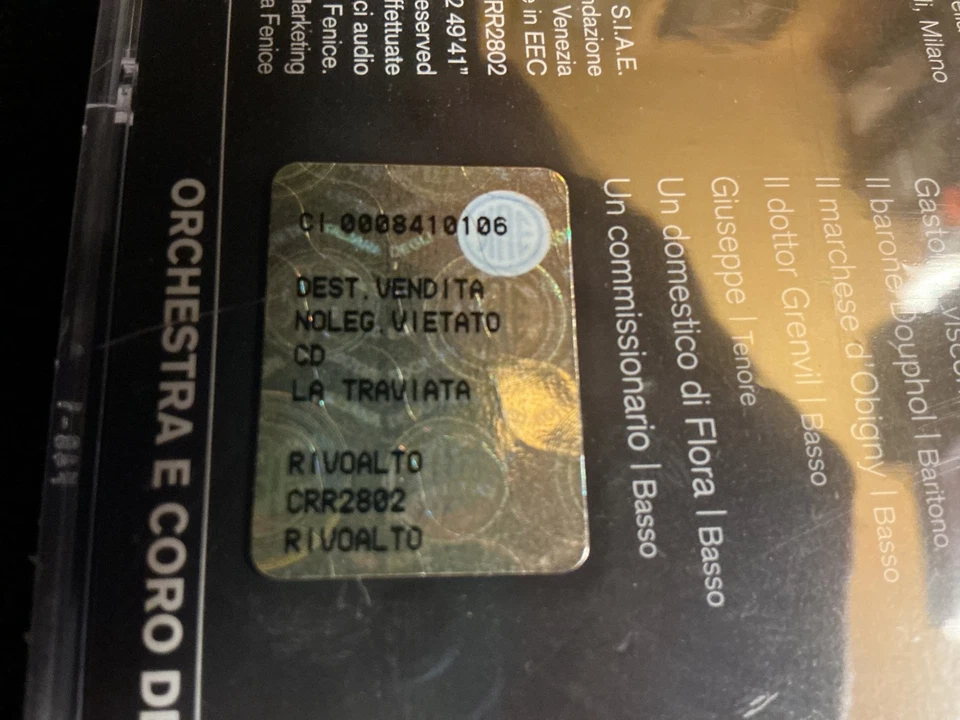 CI 0008410106
DEST.VENDITA
NOLEG.VIETATO
CD
LA TRAVIATA
RIVOALTO
CRR2802
RIVOALTO
li, Milano
Il barone Douphol | Baritono
Il marchese d'Obigny | Basso
Il dottor Grenvil | Basso
Giuseppe | Tenore
Un domestico di Flora | Basso
Un commissionario | Basso
S.I.A.E.
ndazione
Venezia
e in EEC
RR2802
2 49'41"
eserved
ffettuate
ci audio
Fenice.
Marketing
a Fenice
ORCHESTRA E CORO DE